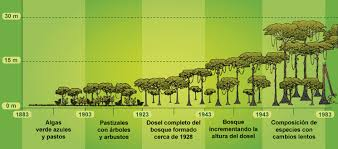 30 m
15 m
0 m
1883
1903
1923
1943
1963
1983
Algas
verde azules
y pastos
Pastizales
con árboles
y arbustos
Dosel completo del
bosque formado
cerca de 1928
Bosque
incrementando la
altura del dosel
Composición de
especies con
cambios lentos